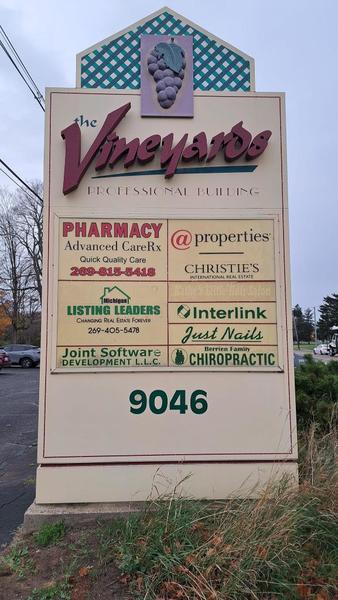 the
Vineyards
PROFESSIONAL BUILDING
PHARMACY
Advanced CareRx
Quick Quality Care
269-815-5418
@properties
CHRISTIE'S
INTERNATIONAL REAL ESTATE
Michigan
LISTING LEADERS
CHANGING REAL ESTATE FOREVER
269-405-5478
Interlink
Just Nails
Joint Software
DEVELOPMENT L.L.C.
Berrien Family
CHIROPRACTIC
9046